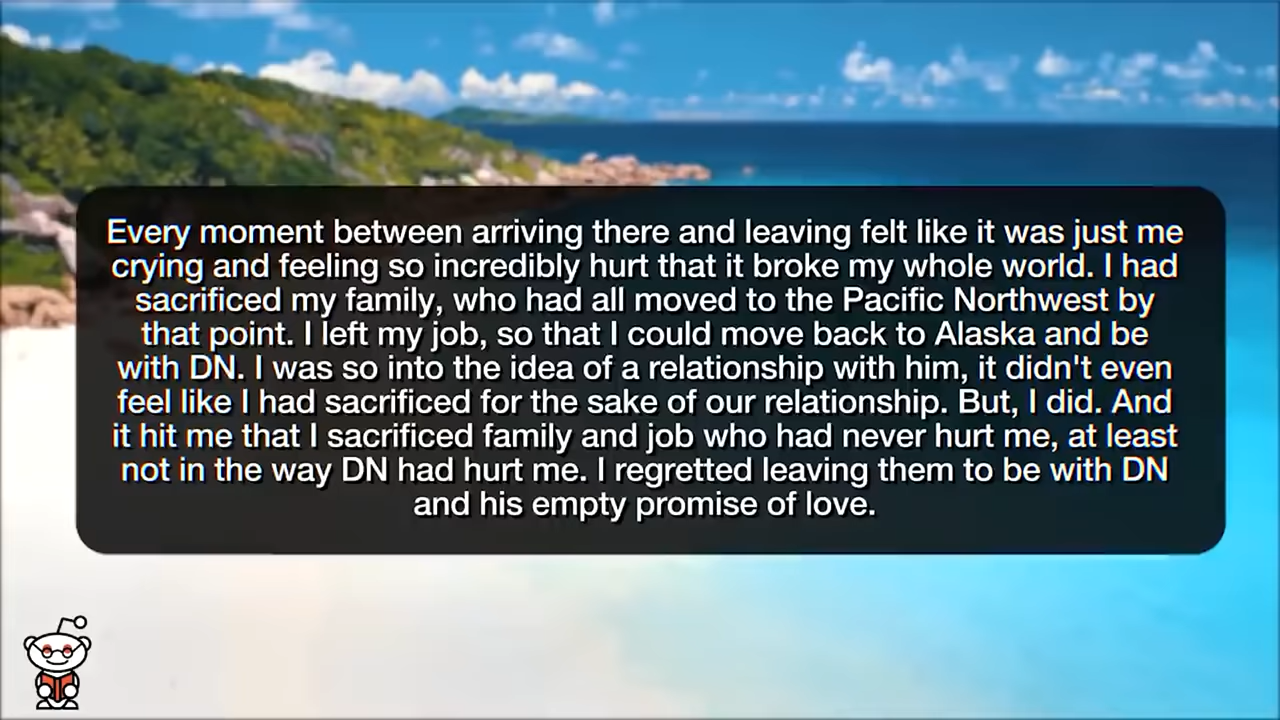 Every moment between arriving there and leaving felt like it was just me
crying and feeling so incredibly hurt that it broke my whole world. I had
sacrificed my family, who had all moved to the Pacific Northwest by
that point. I left my job, so that I could move back to Alaska and be
with DN. I was so into the idea of a relationship with him, it didn't even
feel like I had sacrificed for the sake of our relationship. But, I did. And
it hit me that I sacrificed family and job who had never hurt me, at least
not in the way DN had hurt me. I regretted leaving them to be with DN
and his empty promise of love.